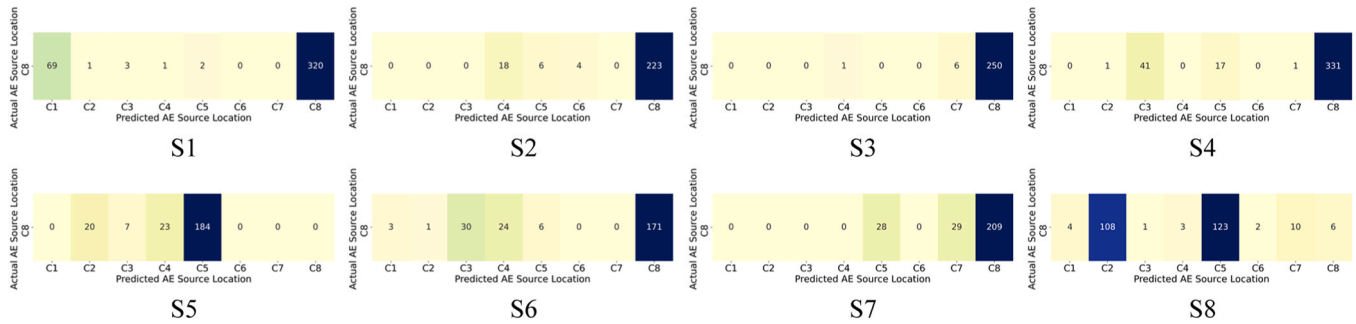 Actual AE Source Location
C8
69 1 3 1 2 0 0 320
C1 C2 C3 C4 C5 C6 C7 C8
Predicted AE Source Location
S1
Actual AE Source Location
C8
0 0 0 18 6 4 0 223
C1 C2 C3 C4 C5 C6 C7 C8
Predicted AE Source Location
S2
Actual AE Source Location
C8
0 0 0 1 0 0 6 250
C1 C2 C3 C4 C5 C6 C7 C8
Predicted AE Source Location
S3
Actual AE Source Location
C8
0 1 41 0 17 0 1 331
C1 C2 C3 C4 C5 C6 C7 C8
Predicted AE Source Location
S4
Actual AE Source Location
C8
0 20 7 23 184 0 0 0
C1 C2 C3 C4 C5 C6 C7 C8
Predicted AE Source Location
S5
Actual AE Source Location
C8
3 1 30 24 6 0 0 171
C1 C2 C3 C4 C5 C6 C7 C8
Predicted AE Source Location
S6
Actual AE Source Location
C8
0 0 0 0 28 0 29 209
C1 C2 C3 C4 C5 C6 C7 C8
Predicted AE Source Location
S7
Actual AE Source Location
C8
4 108 1 3 123 2 10 6
C1 C2 C3 C4 C5 C6 C7 C8
Predicted AE Source Location
S8